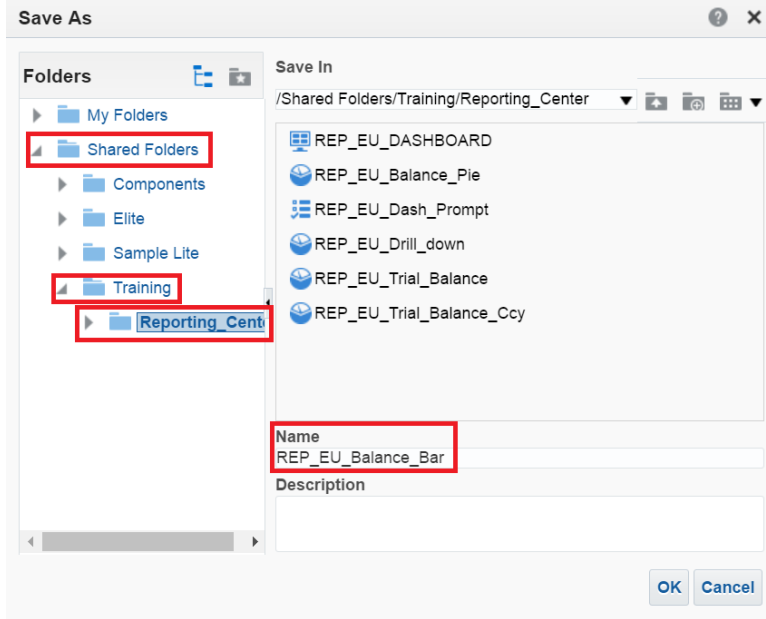 Save As
Folders
My Folders
Shared Folders
Components
Elite
Sample Lite
Training
Reporting_Cent
Save In
/Shared Folders/Training/Reporting_Center
REP_EU_DASHBOARD
REP_EU_Balance_Pie
REP_EU_Dash_Prompt
REP_EU_Drill_down
REP_EU_Trial_Balance
REP_EU_Trial_Balance_Ccy
Name
REP_EU_Balance_Bar
Description
OK Cancel